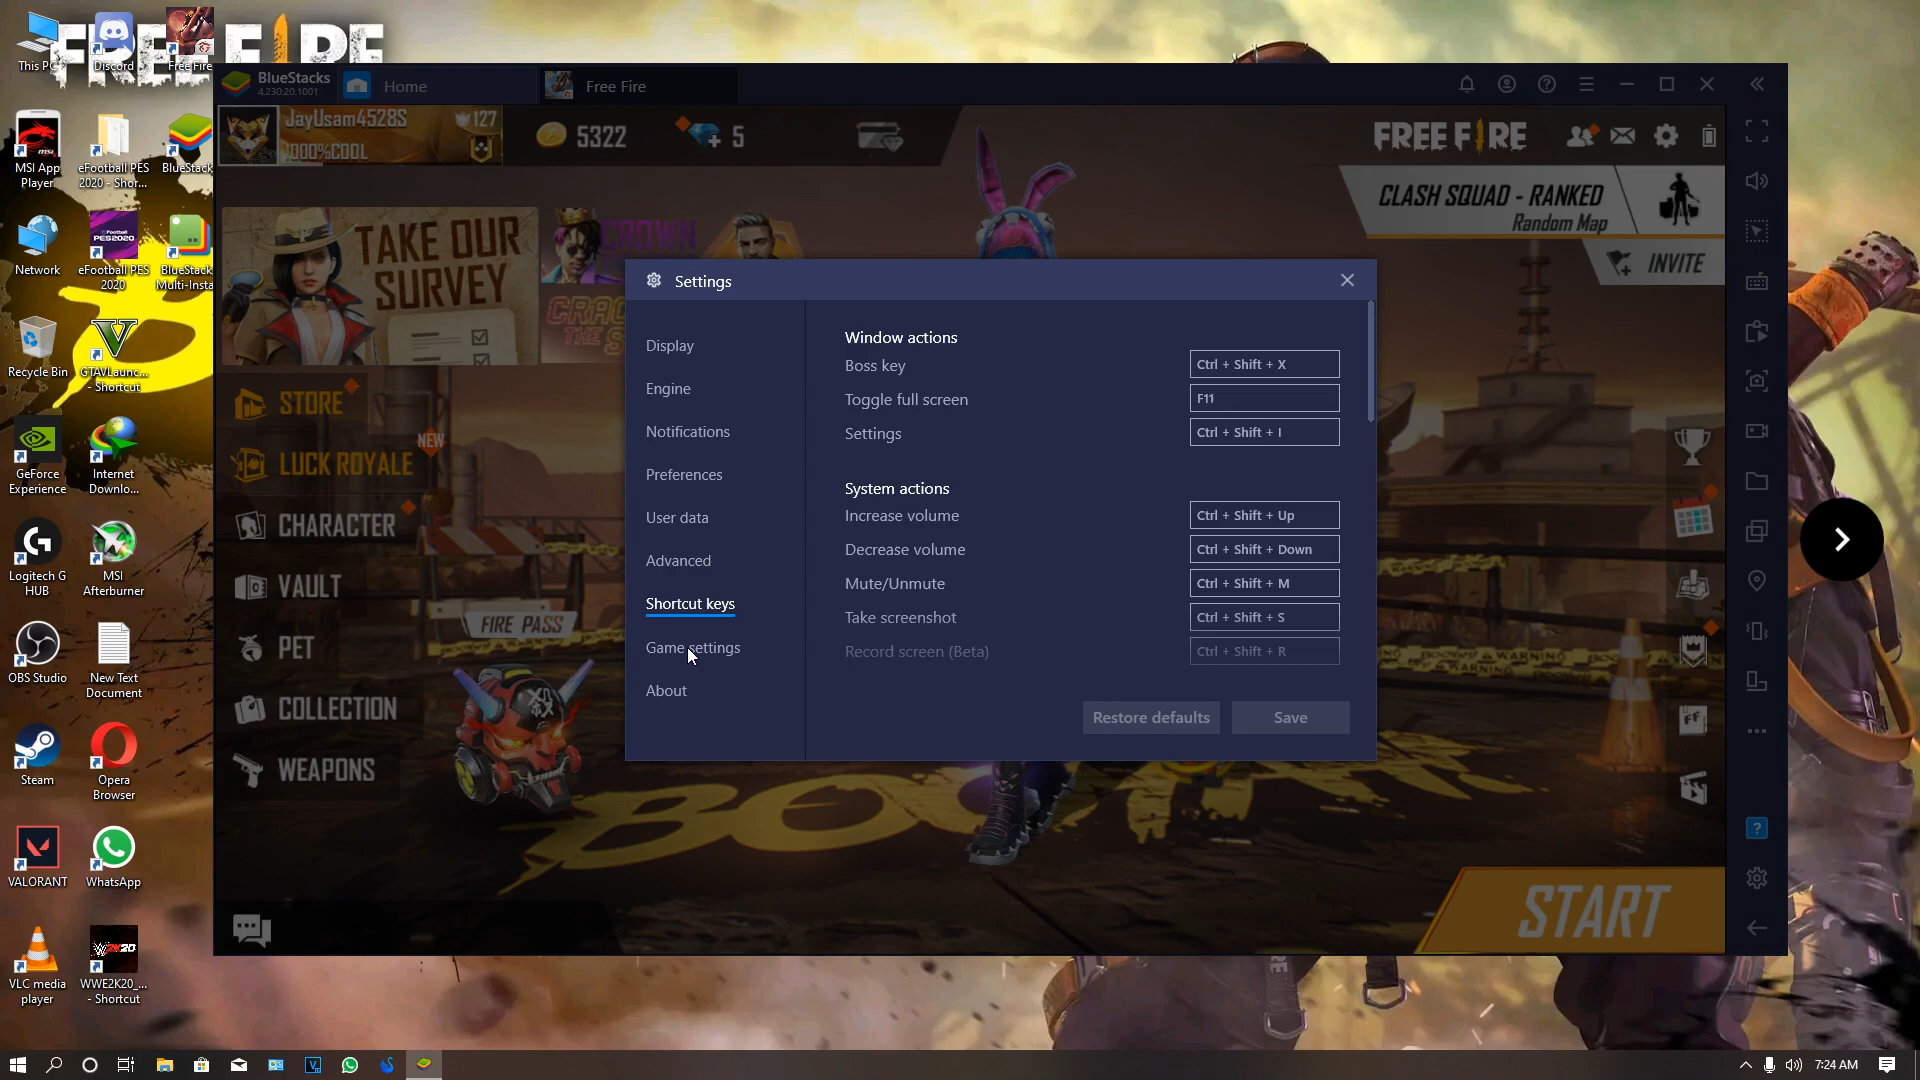 FREE FIRE
This PC
Discord
Free Fire
MSI App
Player
eFootball PES
2020 - Shor...
BlueStack
Network
eFootball PES
2020
BlueStack
Multi-Insta
Recycle Bin
GTAVLaunc...
- Shortcut
GeForce
Experience
Internet
Downlo...
Logitech G
HUB
MSI
Afterburner
OBS Studio
New Text
Document
Steam
Opera
Browser
VALORANT
WhatsApp
VLC media
player
WWE2K20_...
- Shortcut
BlueStacks
4.230.20.1001
Home
Free Fire
JayUsam4528S
127
1000%COOL
5322
5
FREE FIRE
CLASH SQUAD - RANKED
Random Map
INVITE
TAKE OUR
SURVEY
STORE
NEW
LUCK ROYALE
CHARACTER
VAULT
PET
COLLECTION
WEAPONS
FIRE PASS
START
Settings
Display
Engine
Notifications
Preferences
User data
Advanced
Shortcut keys
Game settings
About
Window actions
Boss key
Ctrl + Shift + X
Toggle full screen
F11
Settings
Ctrl + Shift + I
System actions
Increase volume
Ctrl + Shift + Up
Decrease volume
Ctrl + Shift + Down
Mute/Unmute
Ctrl + Shift + M
Take screenshot
Ctrl + Shift + S
Record screen (Beta)
Ctrl + Shift + R
Restore defaults
Save
7:24 AM